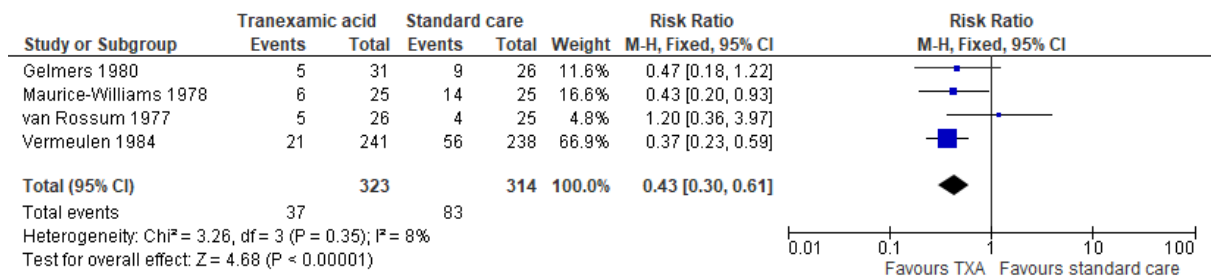 Tranexamic acid Standard care Risk Ratio Risk Ratio
Study or Subgroup Events Total Events Total Weight M-H, Fixed, 95% CI M-H, Fixed, 95% CI
Gelmers 1980 5 31 9 26 11.6% 0.47 [0.18, 1.22]
Maurice-Williams 1978 6 25 14 25 16.6% 0.43 [0.20, 0.93]
van Rossum 1977 5 26 4 25 4.8% 1.20 [0.36, 3.97]
Vermeulen 1984 21 241 56 238 66.9% 0.37 [0.23, 0.59]
Total (95% CI) 323 314 100.0% 0.43 [0.30, 0.61]
Total events 37 83
Heterogeneity: Chi² = 3.26, df = 3 (P = 0.35); I² = 8%
Test for overall effect: Z = 4.68 (P < 0.00001)
0.01 0.1 1 10 100
Favours TXA Favours standard care